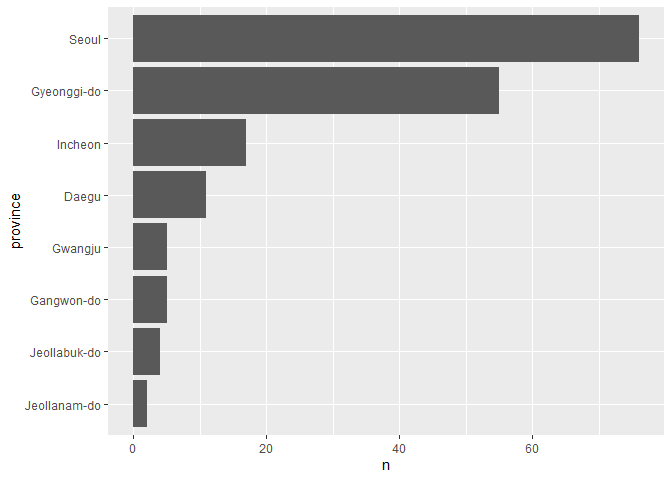 Seoul
Gyeonggi-do
Incheon
Daegu
Gwangju
Gangwon-do
Jeollabuk-do
Jeollanam-do
province
0 20 40 60
n